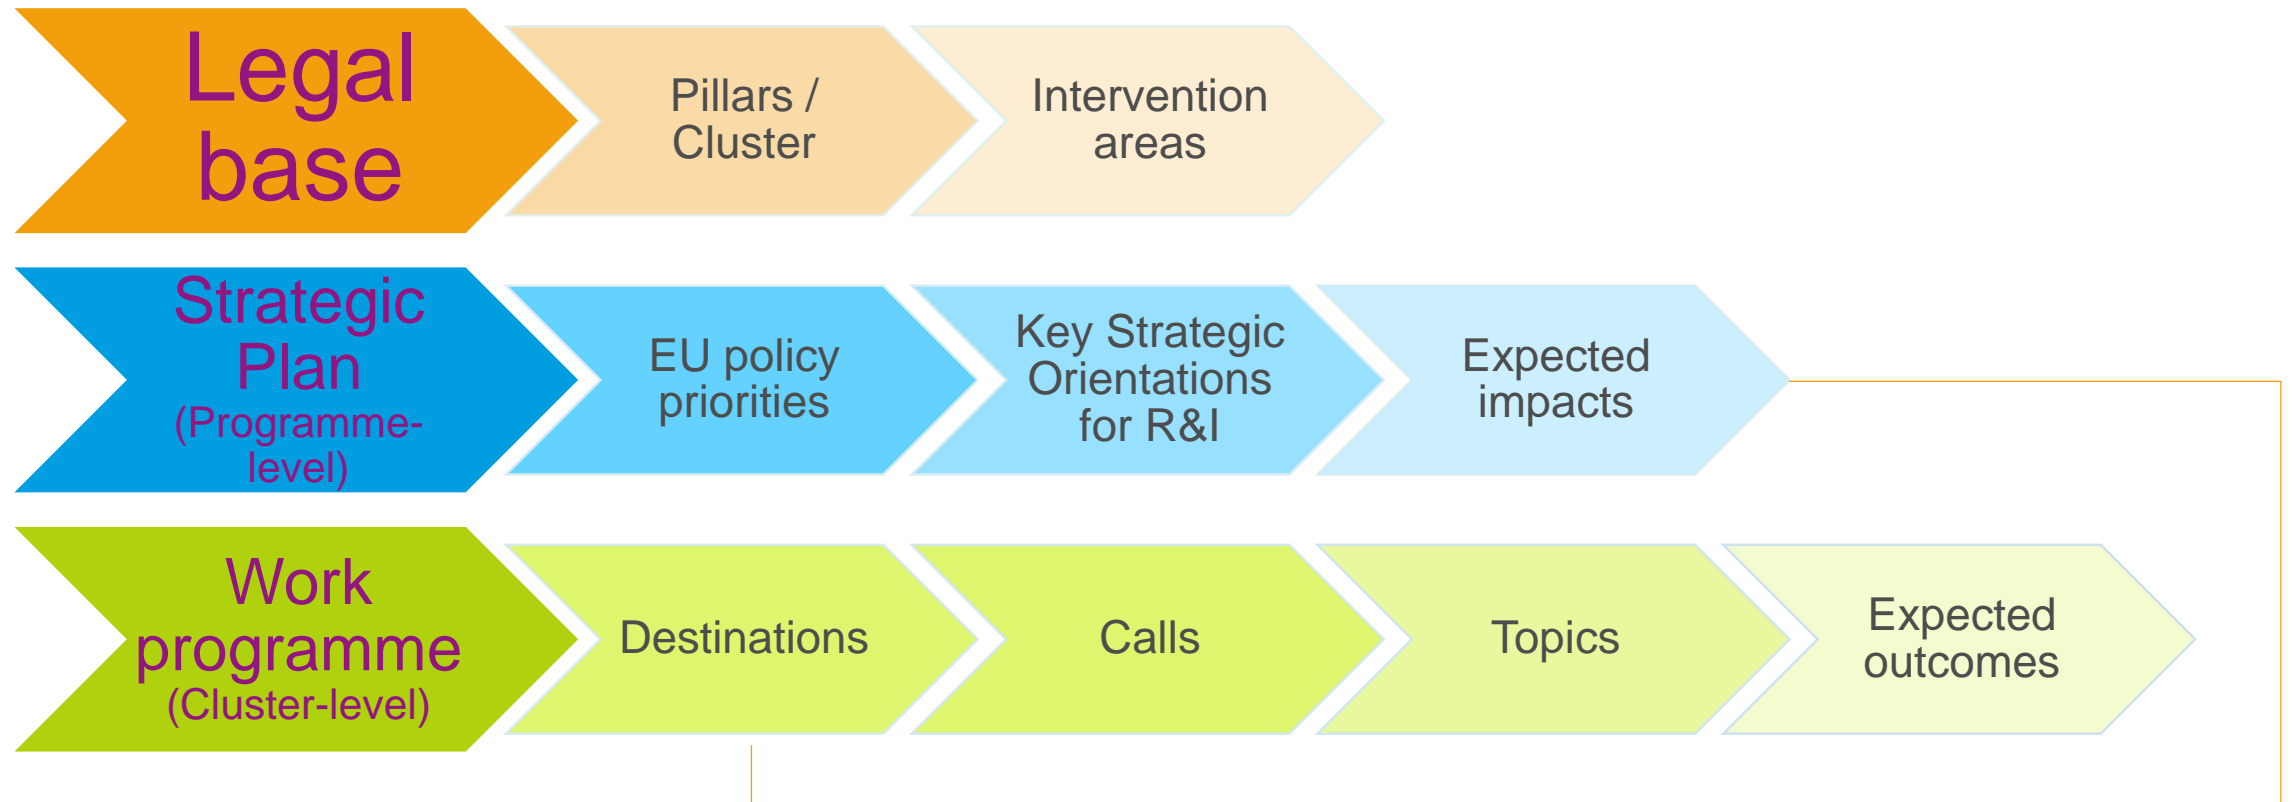 Legal
base
Pillars /
Cluster
Intervention
areas
Strategic
Plan
(Programme-
level)
EU policy
priorities
Key Strategic
Orientations
for R&I
Expected
impacts
Work
programme
(Cluster-level)
Destinations
Calls
Topics
Expected
outcomes